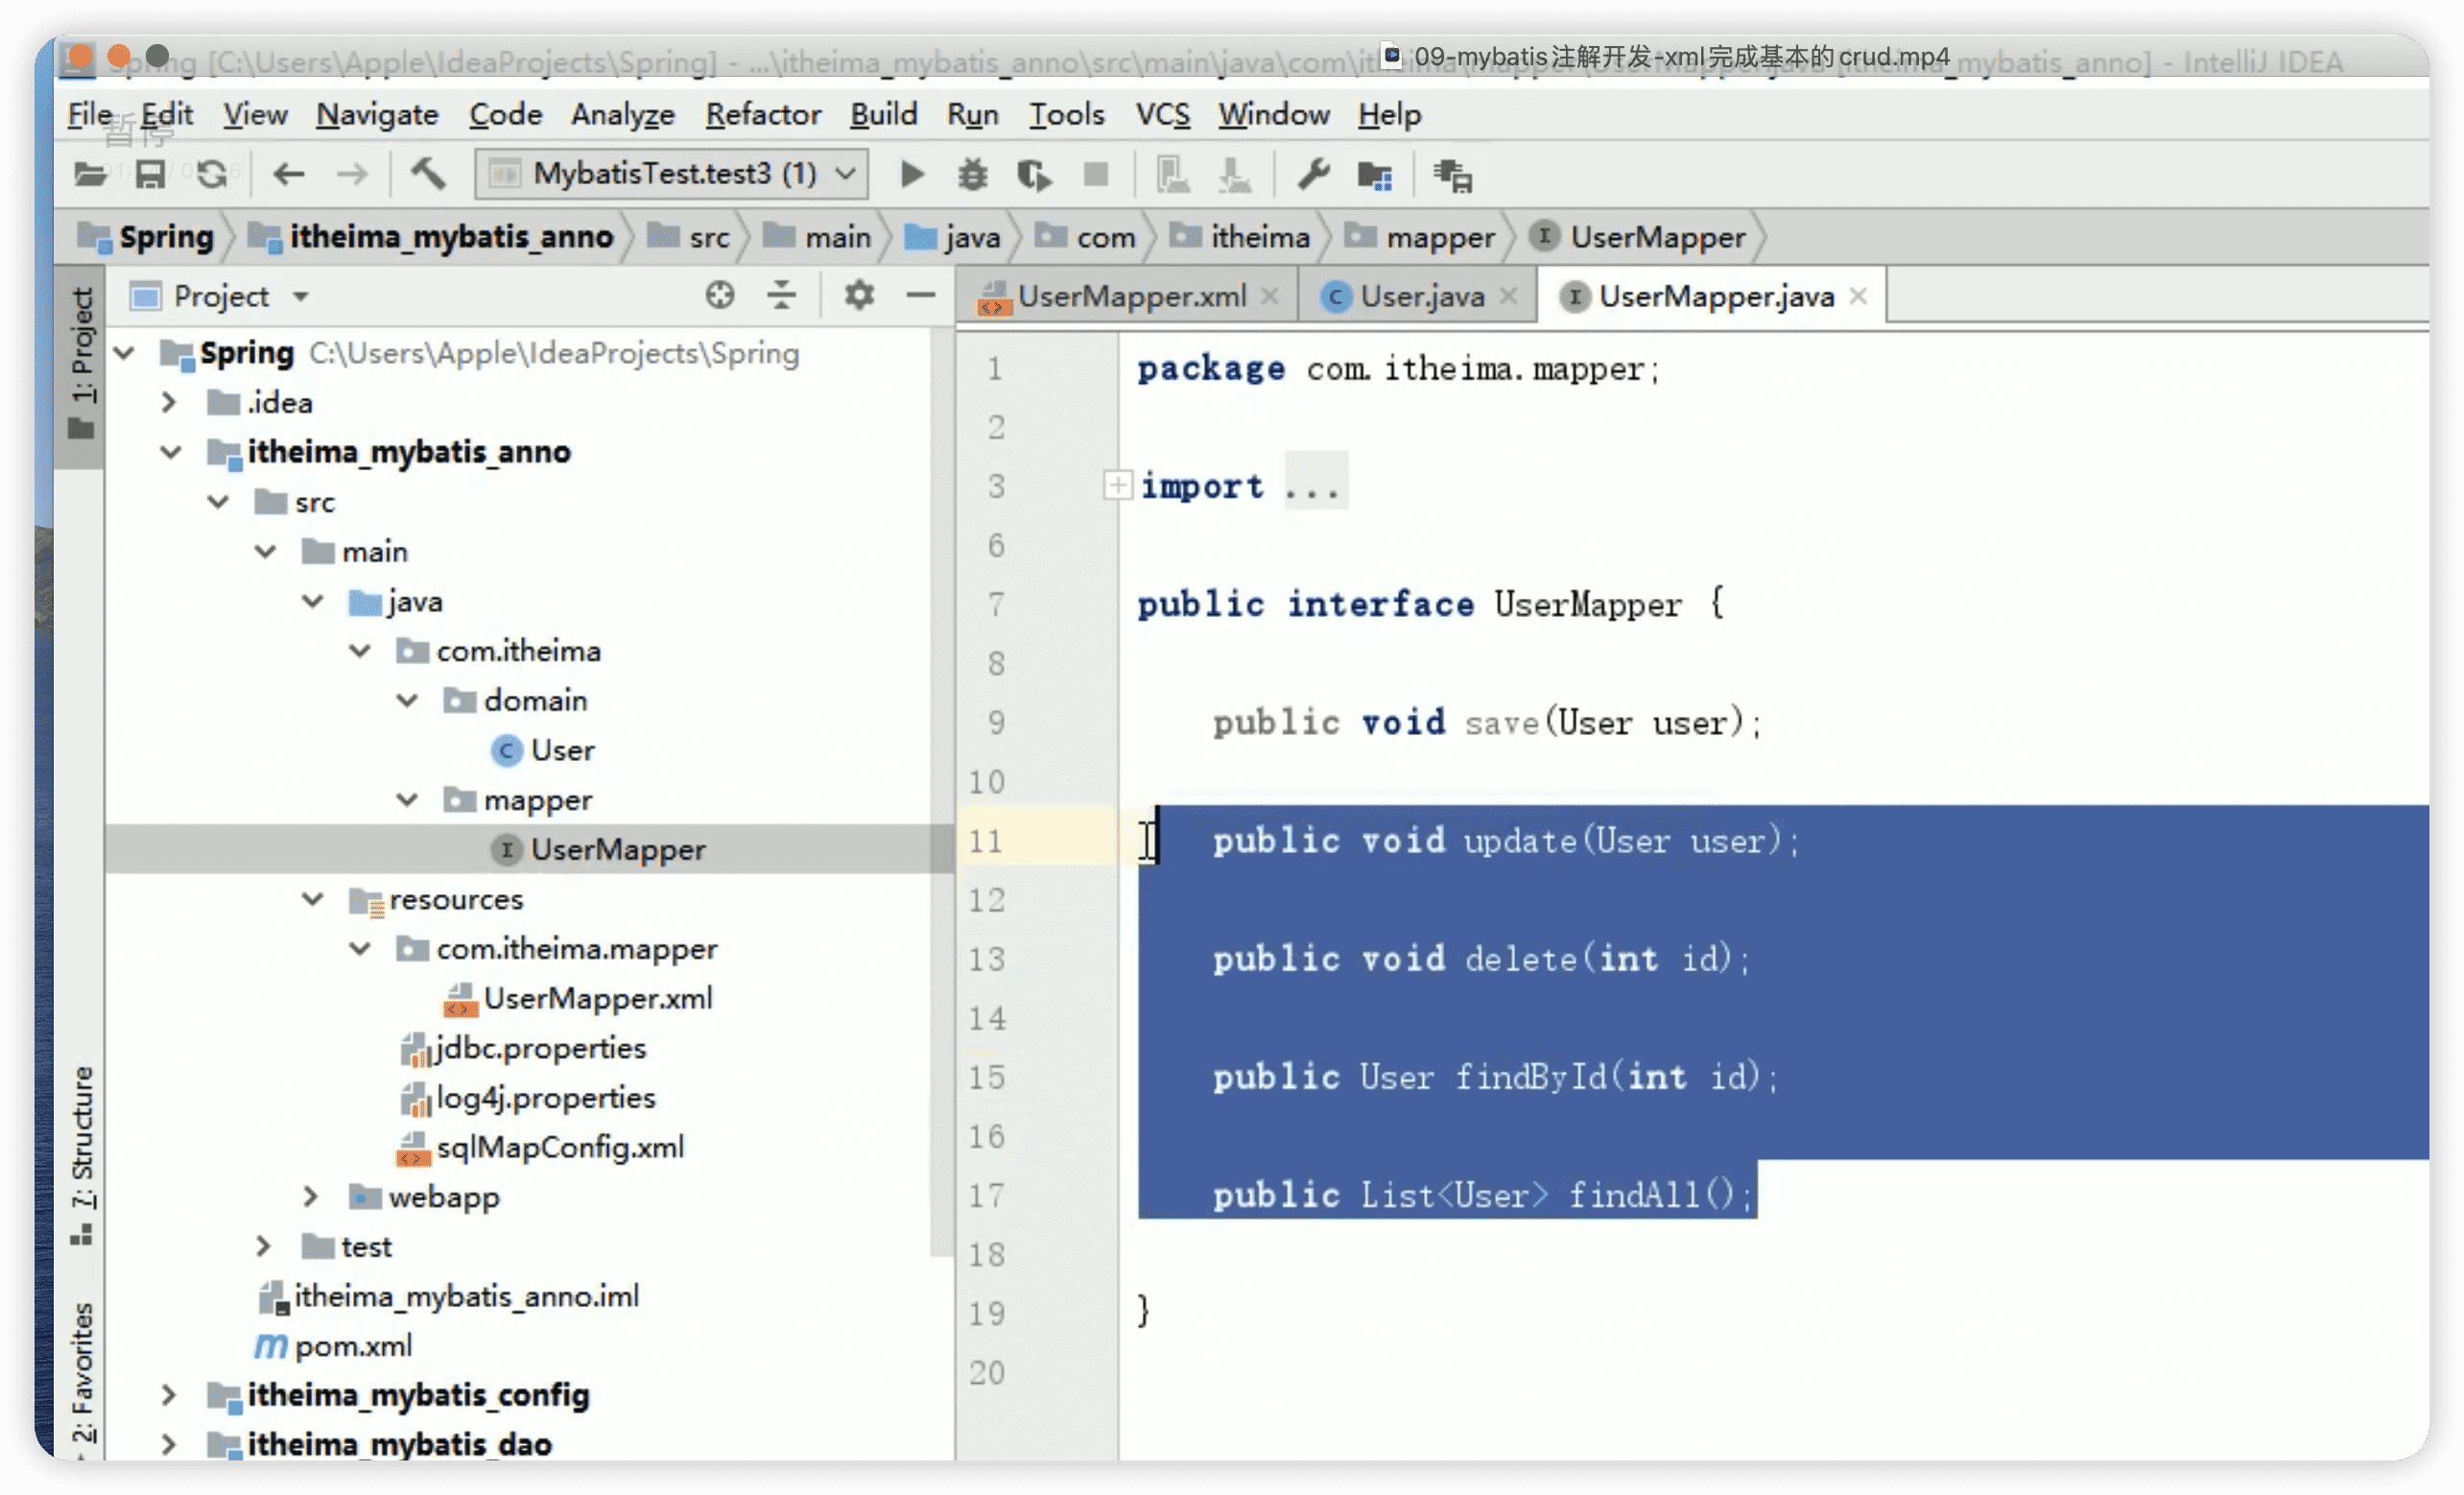 Spring [C:\Users\Apple\IdeaProjects\Spring] - ...\itheima_mybatis_anno\src\main\java\com\itheima\mapper\UserMapper.java [itheima_mybatis_anno] - IntelliJ IDEA
09-mybatis注解开发-xml完成基本的crud.mp4
File Edit View Navigate Code Analyze Refactor Build Run Tools VCS Window Help
暂停
MybatisTest.test3 (1)
Spring itheima_mybatis_anno src main java com itheima mapper UserMapper
1: Project
7: Structure
2: Favorites
Project
Spring C:\Users\Apple\IdeaProjects\Spring
.idea
itheima_mybatis_anno
src
main
java
com.itheima
domain
User
mapper
UserMapper
resources
com.itheima.mapper
UserMapper.xml
jdbc.properties
log4j.properties
sqlMapConfig.xml
webapp
test
itheima_mybatis_anno.iml
pom.xml
itheima_mybatis_config
itheima_mybatis_dao
UserMapper.xml User.java UserMapper.java
1 package com.itheima.mapper;
2
3 import ...
6
7 public interface UserMapper {
8
9 public void save(User user);
10
11 public void update(User user);
12
13 public void delete(int id);
14
15 public User findById(int id);
16
17 public List<User> findAll();
18
19 }
20